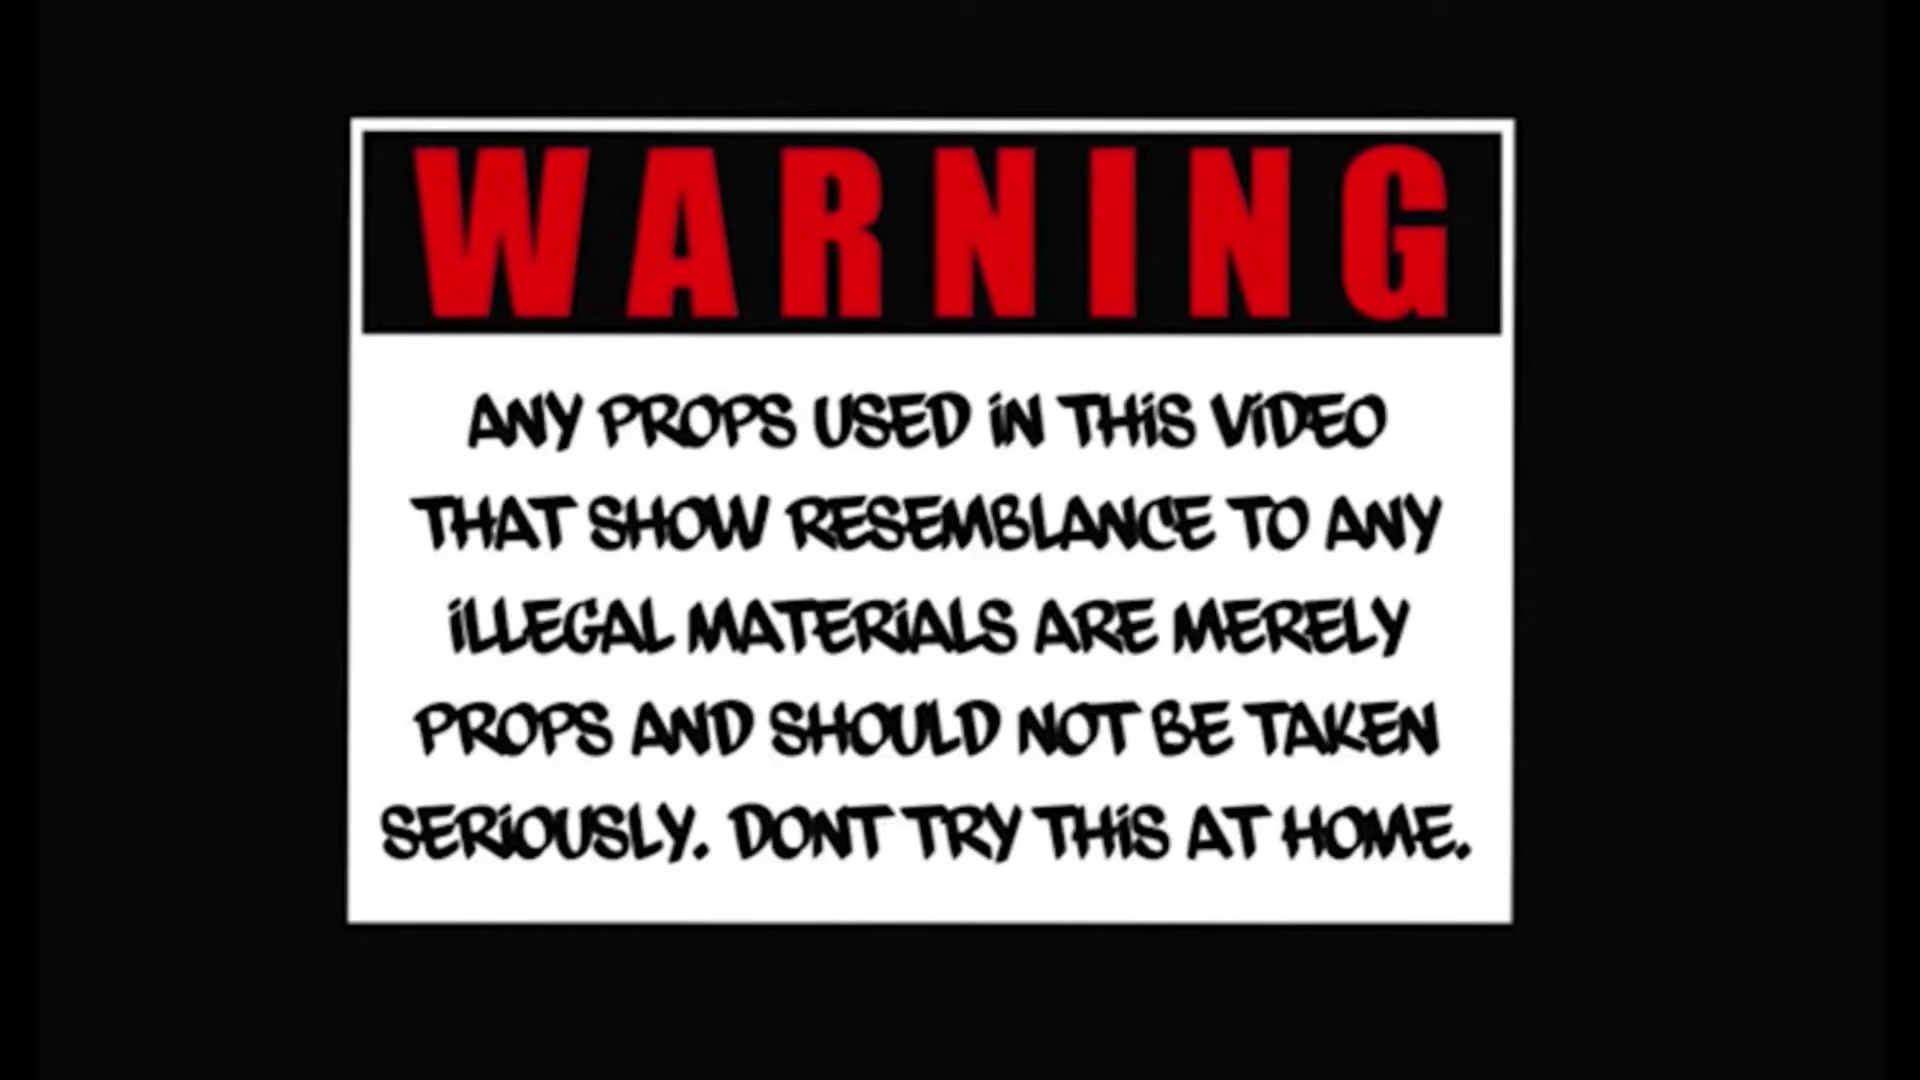 WARNING
ANY PROPS USED iN THiS ViDEO
THAT SHOW RESEMBLANCE TO ANY
iLLEGAL MATERiALS ARE MERELY
PROPS AND SHOULD NOT BE TAKEN
SERiOUSLY. DONT TRY THiS AT HOME.